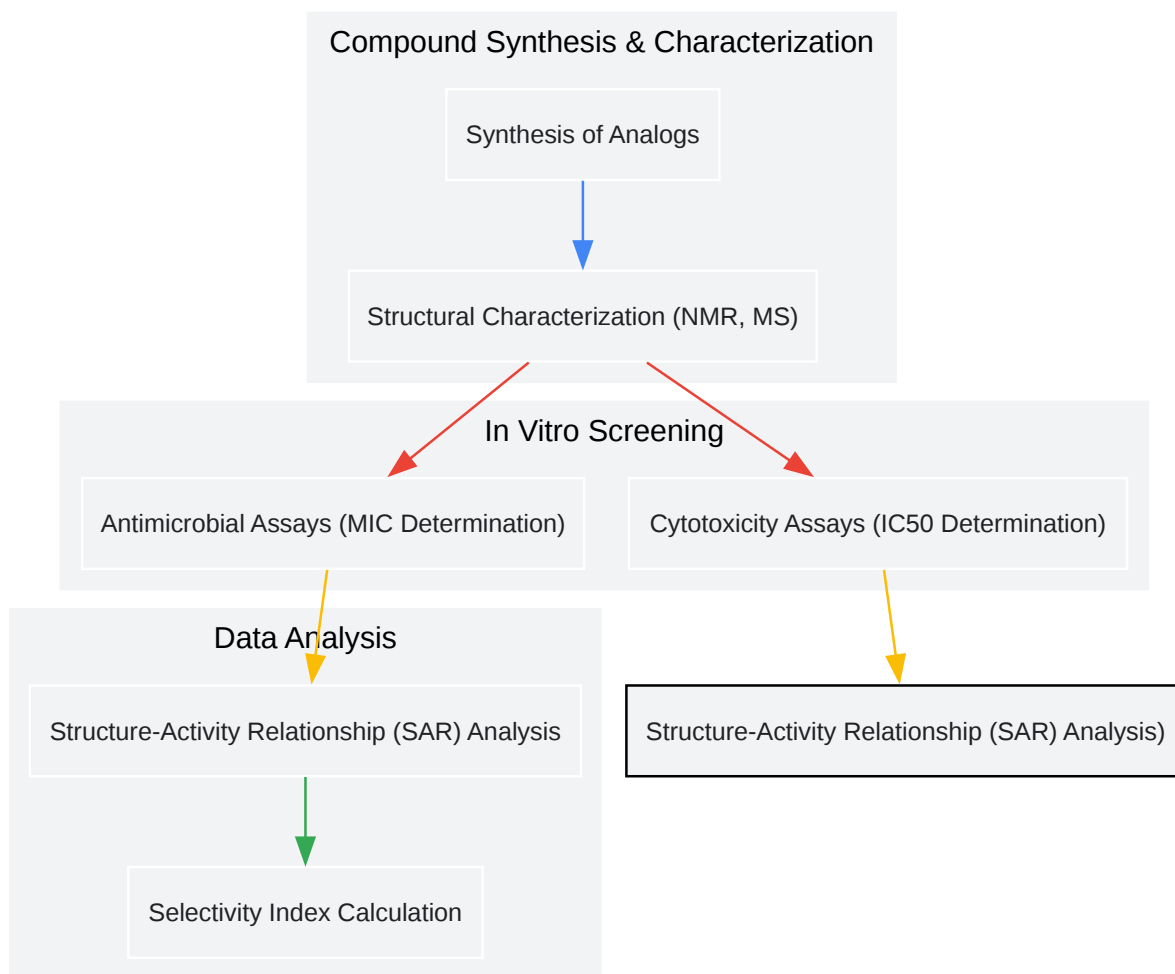 Compound Synthesis & Characterization
Synthesis of Analogs
Structural Characterization (NMR, MS)
In Vitro Screening
Antimicrobial Assays (MIC Determination)
Cytotoxicity Assays (IC50 Determination)
Data Analysis
Structure-Activity Relationship (SAR) Analysis
Structure-Activity Relationship (SAR) Analysis)
Selectivity Index Calculation